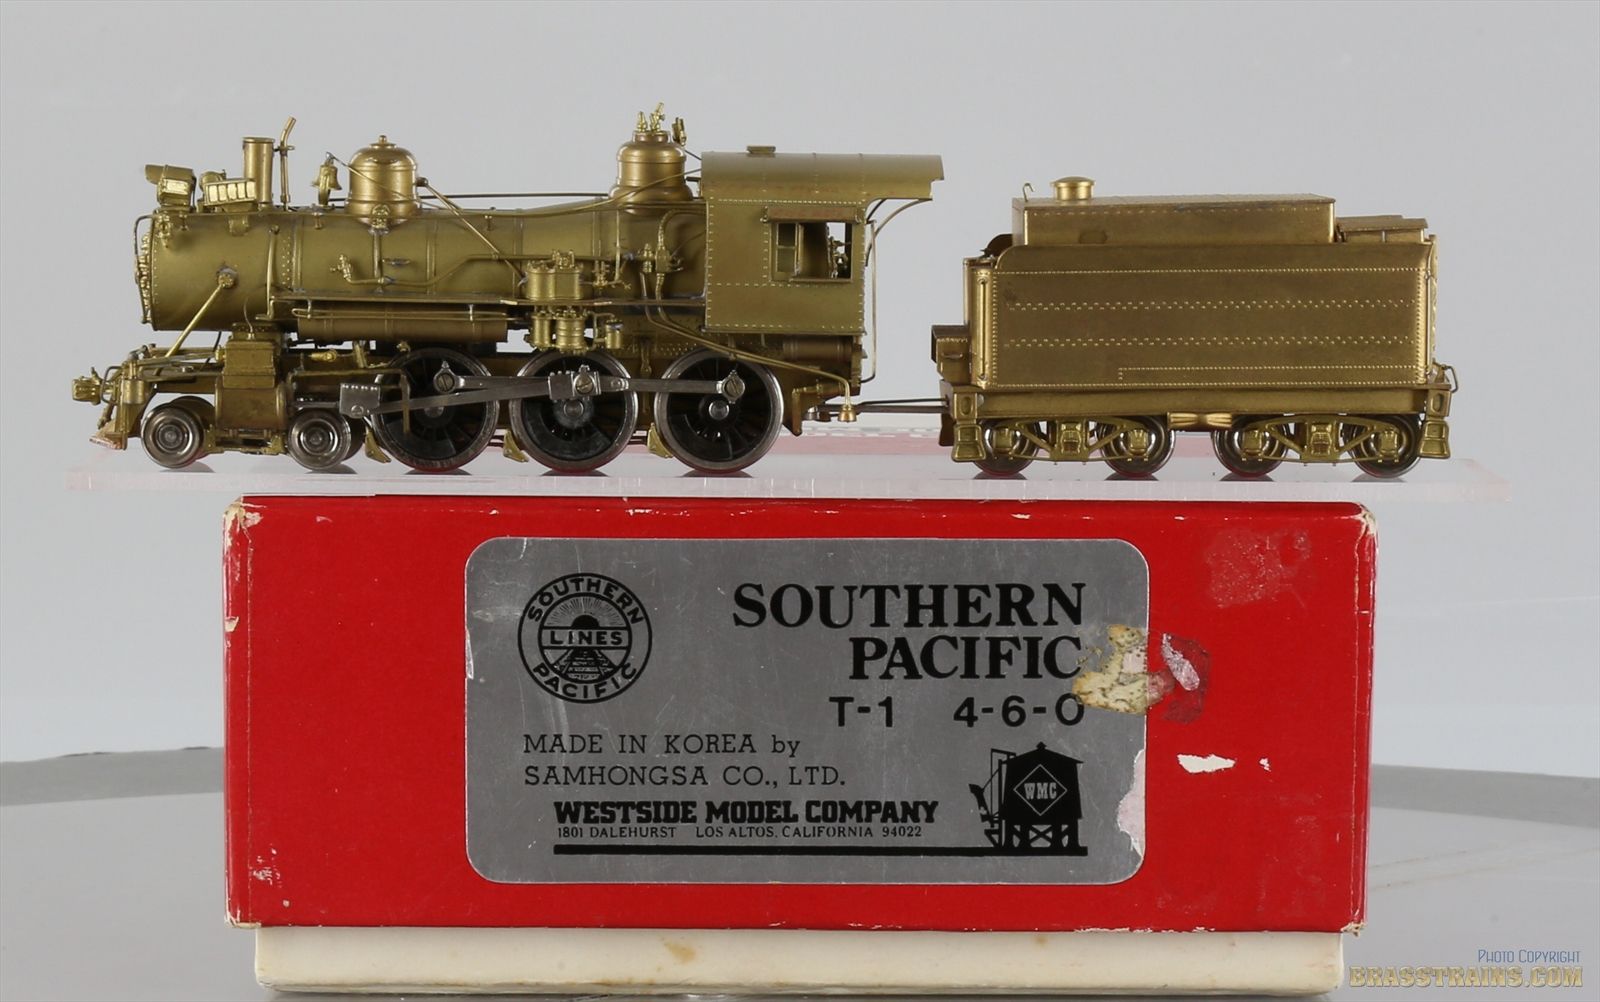 SOUTHERN
LINES
PACIFIC
SOUTHERN
PACIFIC
T-1 4-6-0
MADE IN KOREA by
SAMHONGSA CO., LTD.
WESTSIDE MODEL COMPANY
1801 DALEHURST LOS ALTOS, CALIFORNIA 94022
WMC
PHOTO COPYRIGHT
BRASSTRAINS.COM